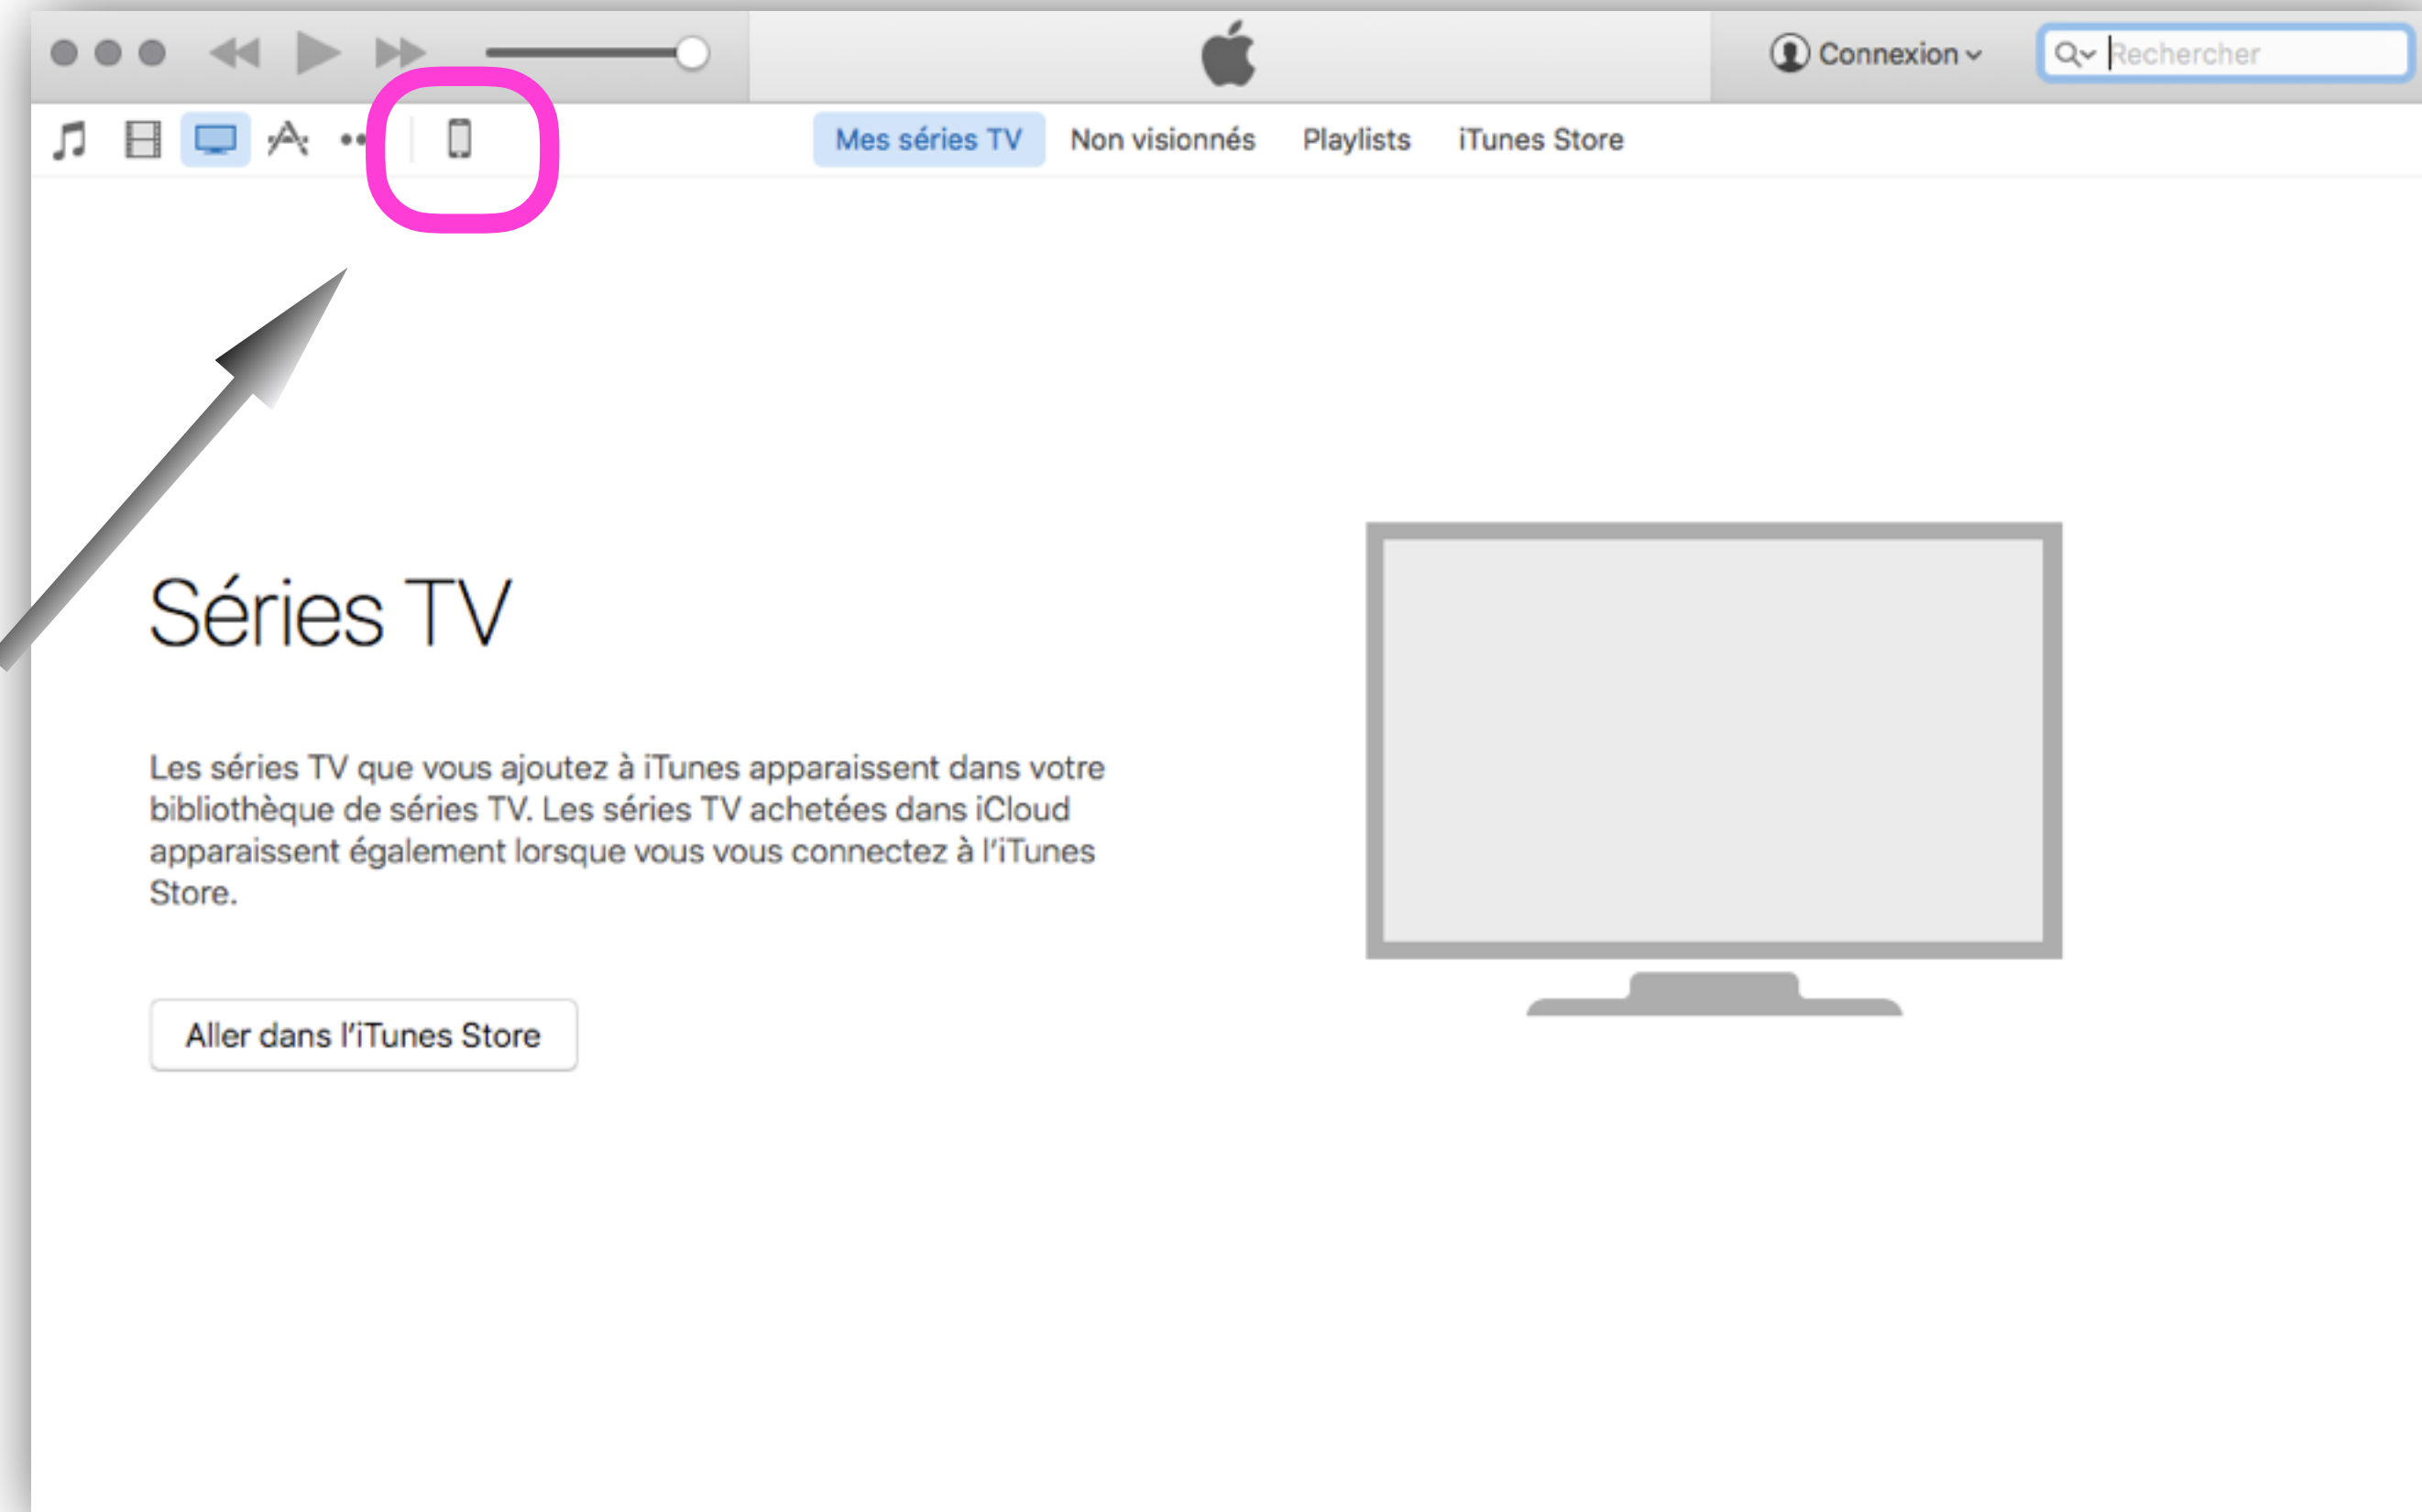 Connexion
Rechercher
Mes séries TV
Non visionnés
Playlists
iTunes Store
Séries TV
Les séries TV que vous ajoutez à iTunes apparaissent dans votre
bibliothèque de séries TV. Les séries TV achetées dans iCloud
apparaissent également lorsque vous vous connectez à l'iTunes
Store.
Aller dans l'iTunes Store